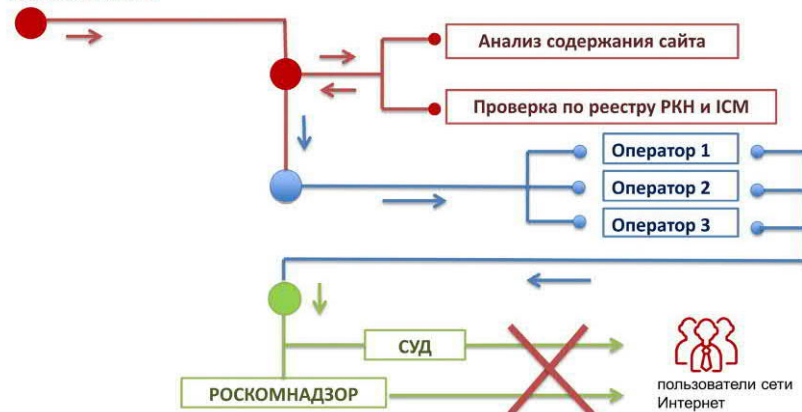 Анализ содержания сайта
Проверка по реестру РКН и ICM
Оператор 1
Оператор 2
Оператор 3
СУД
РОСКОМНАДЗОР
пользователи сети
Интернет